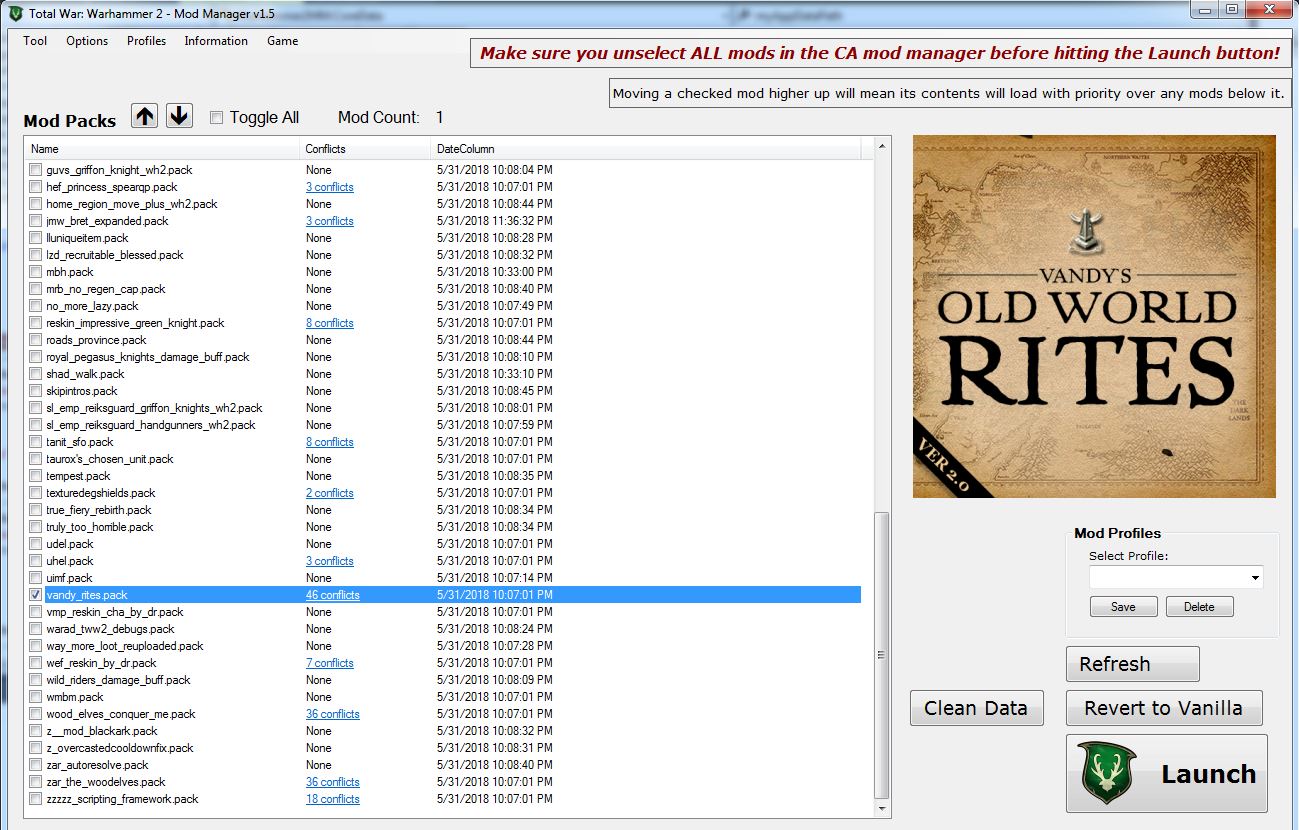 Total War: Warhammer 2 - Mod Manager v1.5
Tool Options Profiles Information Game
Make sure you unselect ALL mods in the CA mod manager before hitting the Launch button!
Moving a checked mod higher up will mean its contents will load with priority over any mods below it.
Mod Packs Toggle All Mod Count: 1
Name Conflicts DateColumn
guvs_griffon_knight_wh2.pack None 5/31/2018 10:08:04 PM
hef_princess_spearqp.pack 3 conflicts 5/31/2018 10:07:01 PM
home_region_move_plus_wh2.pack None 5/31/2018 10:08:44 PM
jmw_bret_expanded.pack 3 conflicts 5/31/2018 11:36:32 PM
lluniqueitem.pack None 5/31/2018 10:08:28 PM
lzd_recruitable_blessed.pack None 5/31/2018 10:08:32 PM
mbh.pack None 5/31/2018 10:33:00 PM
mrb_no_regen_cap.pack None 5/31/2018 10:08:40 PM
no_more_lazy.pack None 5/31/2018 10:07:49 PM
reskin_impressive_green_knight.pack 8 conflicts 5/31/2018 10:07:01 PM
roads_province.pack None 5/31/2018 10:08:44 PM
royal_pegasus_knights_damage_buff.pack None 5/31/2018 10:08:10 PM
shad_walk.pack None 5/31/2018 10:33:10 PM
skipintros.pack None 5/31/2018 10:08:45 PM
sl_emp_reiksguard_griffon_knights_wh2.pack None 5/31/2018 10:08:01 PM
sl_emp_reiksguard_handgunners_wh2.pack None 5/31/2018 10:07:59 PM
tanit_sfo.pack 8 conflicts 5/31/2018 10:07:01 PM
taurox's_chosen_unit.pack None 5/31/2018 10:07:01 PM
tempest.pack None 5/31/2018 10:08:35 PM
texturedegshields.pack 2 conflicts 5/31/2018 10:07:01 PM
true_fiery_rebirth.pack None 5/31/2018 10:08:34 PM
truly_too_horrible.pack None 5/31/2018 10:08:34 PM
udel.pack None 5/31/2018 10:07:01 PM
uhel.pack 3 conflicts 5/31/2018 10:07:01 PM
uimf.pack None 5/31/2018 10:07:14 PM
vandy_rites.pack 46 conflicts 5/31/2018 10:07:01 PM
vmp_reskin_cha_by_dr.pack None 5/31/2018 10:07:01 PM
warad_tww2_debugs.pack None 5/31/2018 10:08:24 PM
way_more_loot_reuploaded.pack None 5/31/2018 10:07:28 PM
wef_reskin_by_dr.pack 7 conflicts 5/31/2018 10:07:01 PM
wild_riders_damage_buff.pack None 5/31/2018 10:08:09 PM
wmbm.pack None 5/31/2018 10:07:01 PM
wood_elves_conquer_me.pack 36 conflicts 5/31/2018 10:07:01 PM
z__mod_blackark.pack None 5/31/2018 10:08:32 PM
z_overcastedcooldownfix.pack None 5/31/2018 10:08:31 PM
zar_autoresolve.pack None 5/31/2018 10:08:40 PM
zar_the_woodelves.pack 36 conflicts 5/31/2018 10:07:01 PM
zzzzz_scripting_framework.pack 18 conflicts 5/31/2018 10:07:01 PM
VANDY'S
OLD WORLD
RITES
THE
DARK
LANDS
VER 2.0
Mod Profiles
Select Profile:
Save Delete
Refresh
Clean Data Revert to Vanilla
Launch